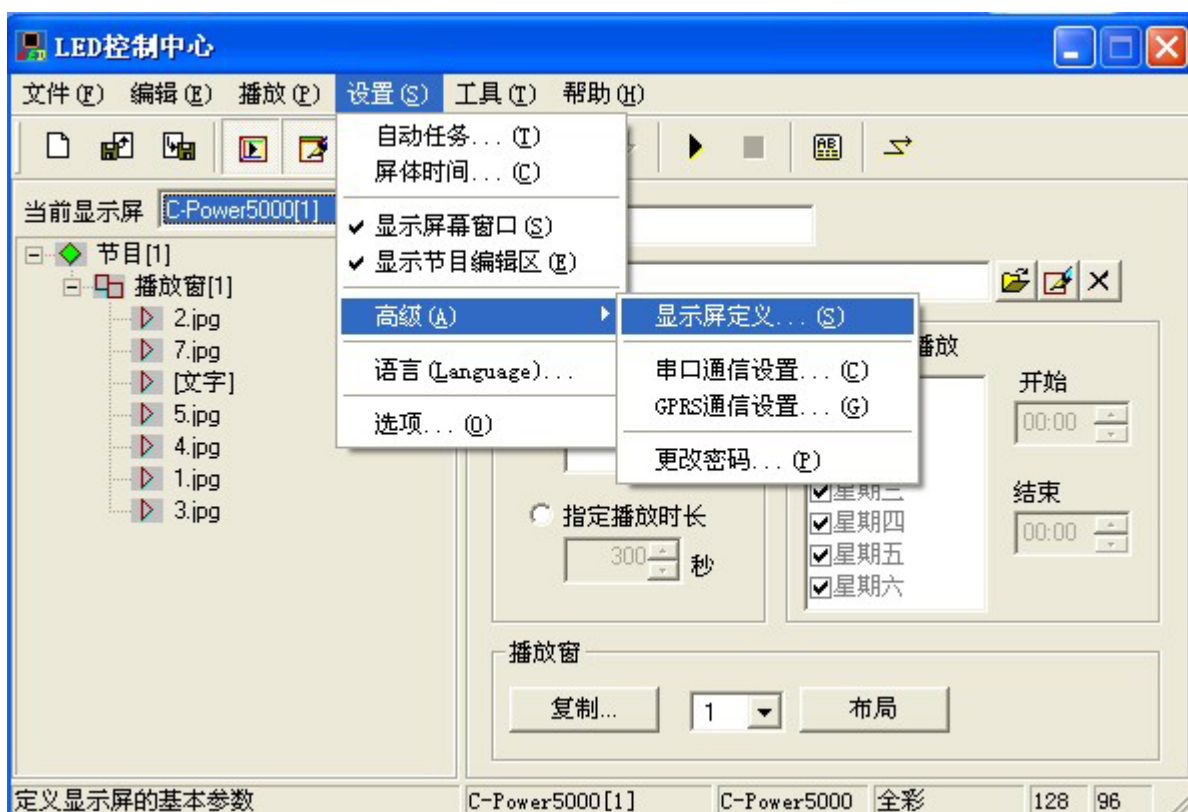 LED控制中心
文件(F) 编辑(E) 播放(P) 设置(S) 工具(T) 帮助(H)
自动任务...(T)
屏体时间...(C)
显示屏幕窗口(S)
显示节目编辑区(E)
高级(A)
语言(Language)...
选项...(O)
显示屏定义...(S)
串口通信设置...(C)
GPRS通信设置...(G)
更改密码...(P)
当前显示屏 C-Power5000[1]
节目[1]
播放窗[1]
2.jpg
7.jpg
[文字]
5.jpg
4.jpg
1.jpg
3.jpg
播放
开始
00:00
星期三
星期四
星期五
星期六
结束
00:00
指定播放时长
300 秒
播放窗
复制... 1 布局
定义显示屏的基本参数 C-Power5000[1] C-Power5000 全彩 128 96